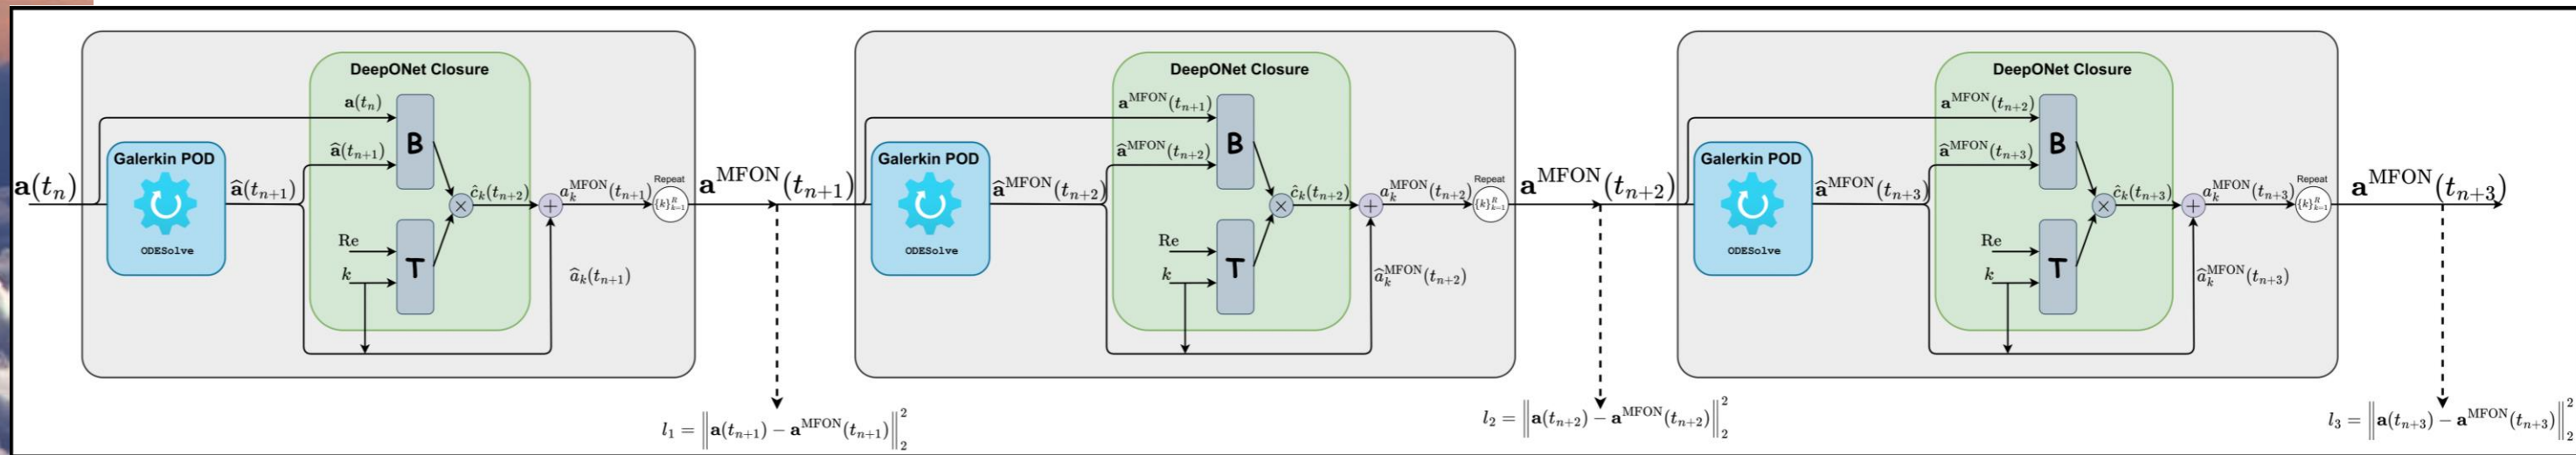 DeepONet Closure
a(t_n)
â(t_{n+1})
B
Galerkin POD
ODESolve
a(t_n)
â(t_{n+1})
ĉ_k(t_{n+2})
×
+
a_k^{MFON}(t_{n+1})
Repeat
{k}_{k=1}^R
Re
k
T
â_k(t_{n+1})
a^{MFON}(t_{n+1})
l_1 = ‖a(t_{n+1}) − a^{MFON}(t_{n+1})‖_2^2
DeepONet Closure
a^{MFON}(t_{n+1})
â^{MFON}(t_{n+2})
B
Galerkin POD
ODESolve
â^{MFON}(t_{n+2})
ĉ_k(t_{n+2})
×
+
a_k^{MFON}(t_{n+2})
Repeat
{k}_{k=1}^R
Re
k
T
â_k^{MFON}(t_{n+2})
a^{MFON}(t_{n+2})
l_2 = ‖a(t_{n+2}) − a^{MFON}(t_{n+2})‖_2^2
DeepONet Closure
a^{MFON}(t_{n+2})
â^{MFON}(t_{n+3})
B
Galerkin POD
ODESolve
â^{MFON}(t_{n+3})
ĉ_k(t_{n+3})
×
+
a_k^{MFON}(t_{n+3})
Repeat
{k}_{k=1}^R
Re
k
T
â_k^{MFON}(t_{n+3})
a^{MFON}(t_{n+3})
l_3 = ‖a(t_{n+3}) − a^{MFON}(t_{n+3})‖_2^2